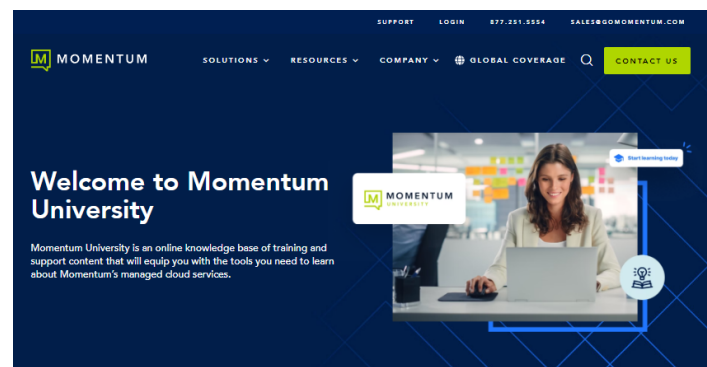 SUPPORT LOGIN 877.251.5554 SALES@GOMOMENTUM.COM
M MOMENTUM SOLUTIONS RESOURCES COMPANY GLOBAL COVERAGE CONTACT US
Start learning today
Welcome to Momentum
University
M MOMENTUM
UNIVERSITY
Momentum University is an online knowledge base of training and
support content that will equip you with the tools you need to learn
about Momentum's managed cloud services.